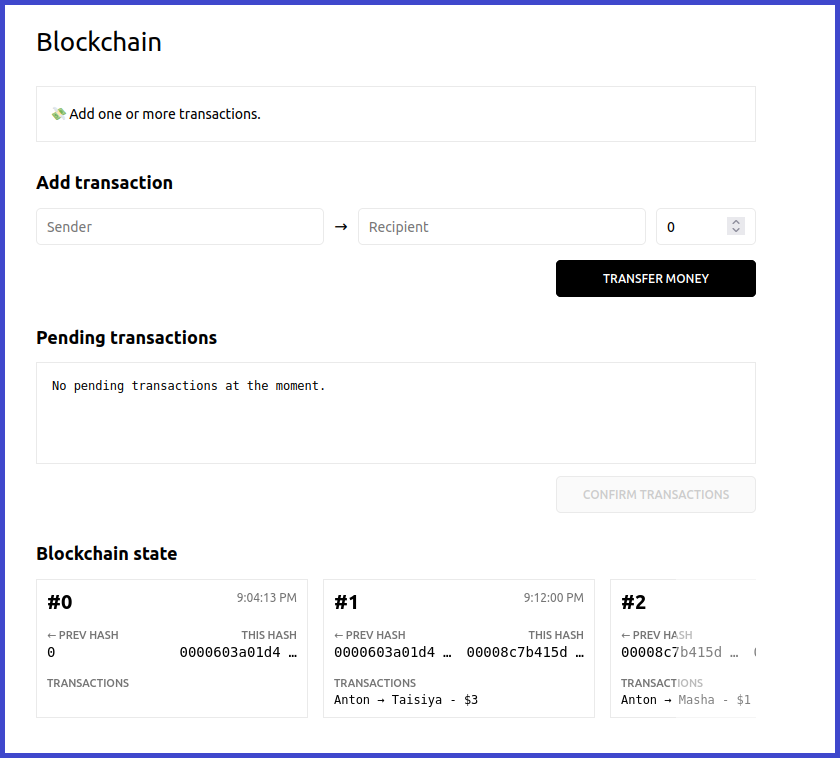 Blockchain
💸 Add one or more transactions.
Add transaction
Sender → Recipient 0
TRANSFER MONEY
Pending transactions
No pending transactions at the moment.
CONFIRM TRANSACTIONS
Blockchain state
#0 9:04:13 PM
← PREV HASH THIS HASH
0 0000603a01d4 …
TRANSACTIONS
#1 9:12:00 PM
← PREV HASH THIS HASH
0000603a01d4 … 00008c7b415d …
TRANSACTIONS
Anton → Taisiya - $3
#2
← PREV HASH
00008c7b415d …
TRANSACTIONS
Anton → Masha - $1